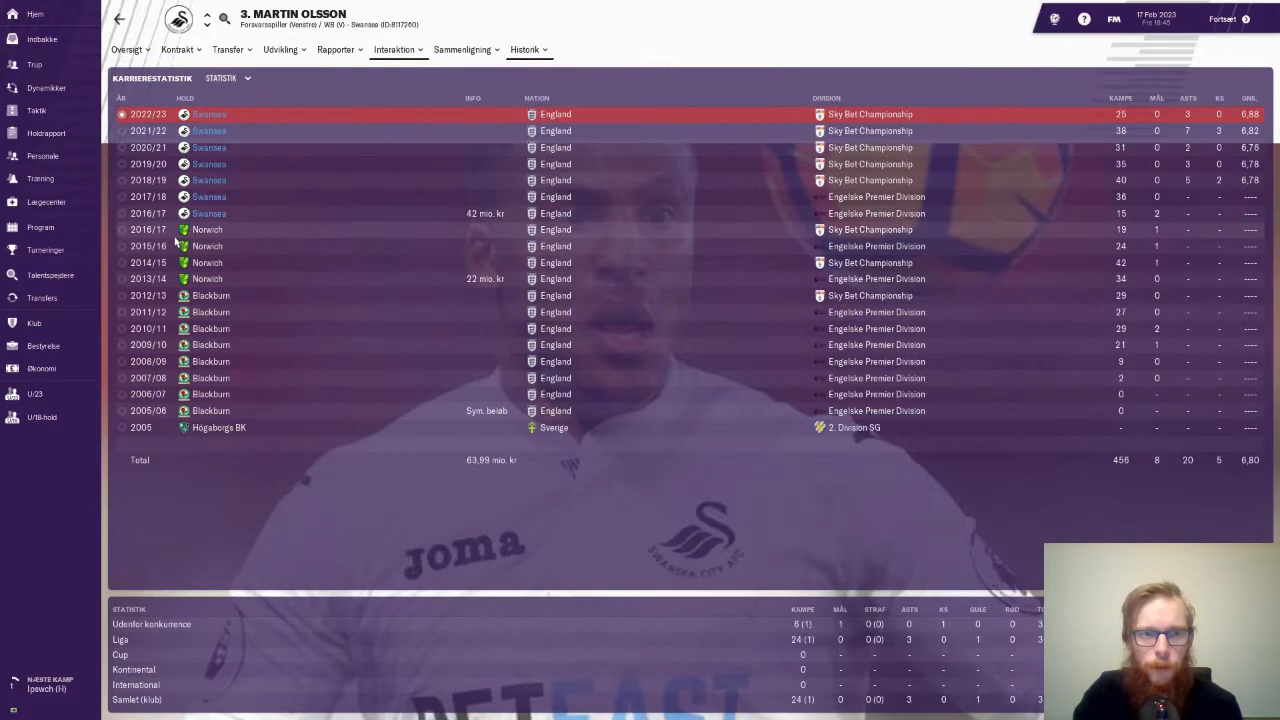 3. MARTIN OLSSON
Forsvarsspiller (Venstre) / WB (V) - Swansea (ID:8117260)
17 Feb 2023
Fre 18:45
FM
Fortsæt
Hjem
Indbakke
Trup
Dynamikker
Taktik
Holdrapport
Personale
Træning
Lægecenter
Program
Turneringer
Talentspejdere
Transfers
Klub
Bestyrelse
Økonomi
U/23
U/18-hold
NÆSTE KAMP
Ipswch (H)
Oversigt Kontrakt Transfer Udvikling Rapporter Interaktion Sammenligning Historik
KARRIERESTATISTIK STATISTIK
ÅR HOLD INFO NATION DIVISION KAMPE MÅL ASTS KS GNS.
2022/23 Swansea England Sky Bet Championship 25 0 3 0 6,88
2021/22 Swansea England Sky Bet Championship 38 0 7 3 6,82
2020/21 Swansea England Sky Bet Championship 31 0 2 0 6,76
2019/20 Swansea England Sky Bet Championship 35 0 3 0 6,78
2018/19 Swansea England Sky Bet Championship 40 0 5 2 6,78
2017/18 Swansea England Engelske Premier Division 36 0 - - ----
2016/17 Swansea 42 mio. kr England Engelske Premier Division 15 2 - - ----
2016/17 Norwich England Sky Bet Championship 19 1 - - ----
2015/16 Norwich England Engelske Premier Division 24 1 - - ----
2014/15 Norwich England Sky Bet Championship 42 1 - - ----
2013/14 Norwich 22 mio. kr England Engelske Premier Division 34 0 - - ----
2012/13 Blackburn England Sky Bet Championship 29 0 - - ----
2011/12 Blackburn England Engelske Premier Division 27 0 - - ----
2010/11 Blackburn England Engelske Premier Division 29 2 - - ----
2009/10 Blackburn England Engelske Premier Division 21 1 - - ----
2008/09 Blackburn England Engelske Premier Division 9 0 - - ----
2007/08 Blackburn England Engelske Premier Division 2 0 - - ----
2006/07 Blackburn England Engelske Premier Division 0 - - - ----
2005/06 Blackburn Sym. beløb England Engelske Premier Division 0 - - - ----
2005 Högaborgs BK Sverige 2. Division SG - - - - ----
Total 63,99 mio. kr 456 8 20 5 6,80
Joma
SWANSEA CITY AFC
BETEAST
STATISTIK KAMPE MÅL STRAF ASTS KS GULE RØD
Udenfor konkurrence 6 (1) 1 0 (0) 0 1 0 0 3
Liga 24 (1) 0 0 (0) 3 0 1 0 3
Cup 0 - - - - - -
Kontinental 0 - - - - - -
International 0 - - - - - -
Samlet (klub) 24 (1) 0 0 (0) 3 0 1 0 3